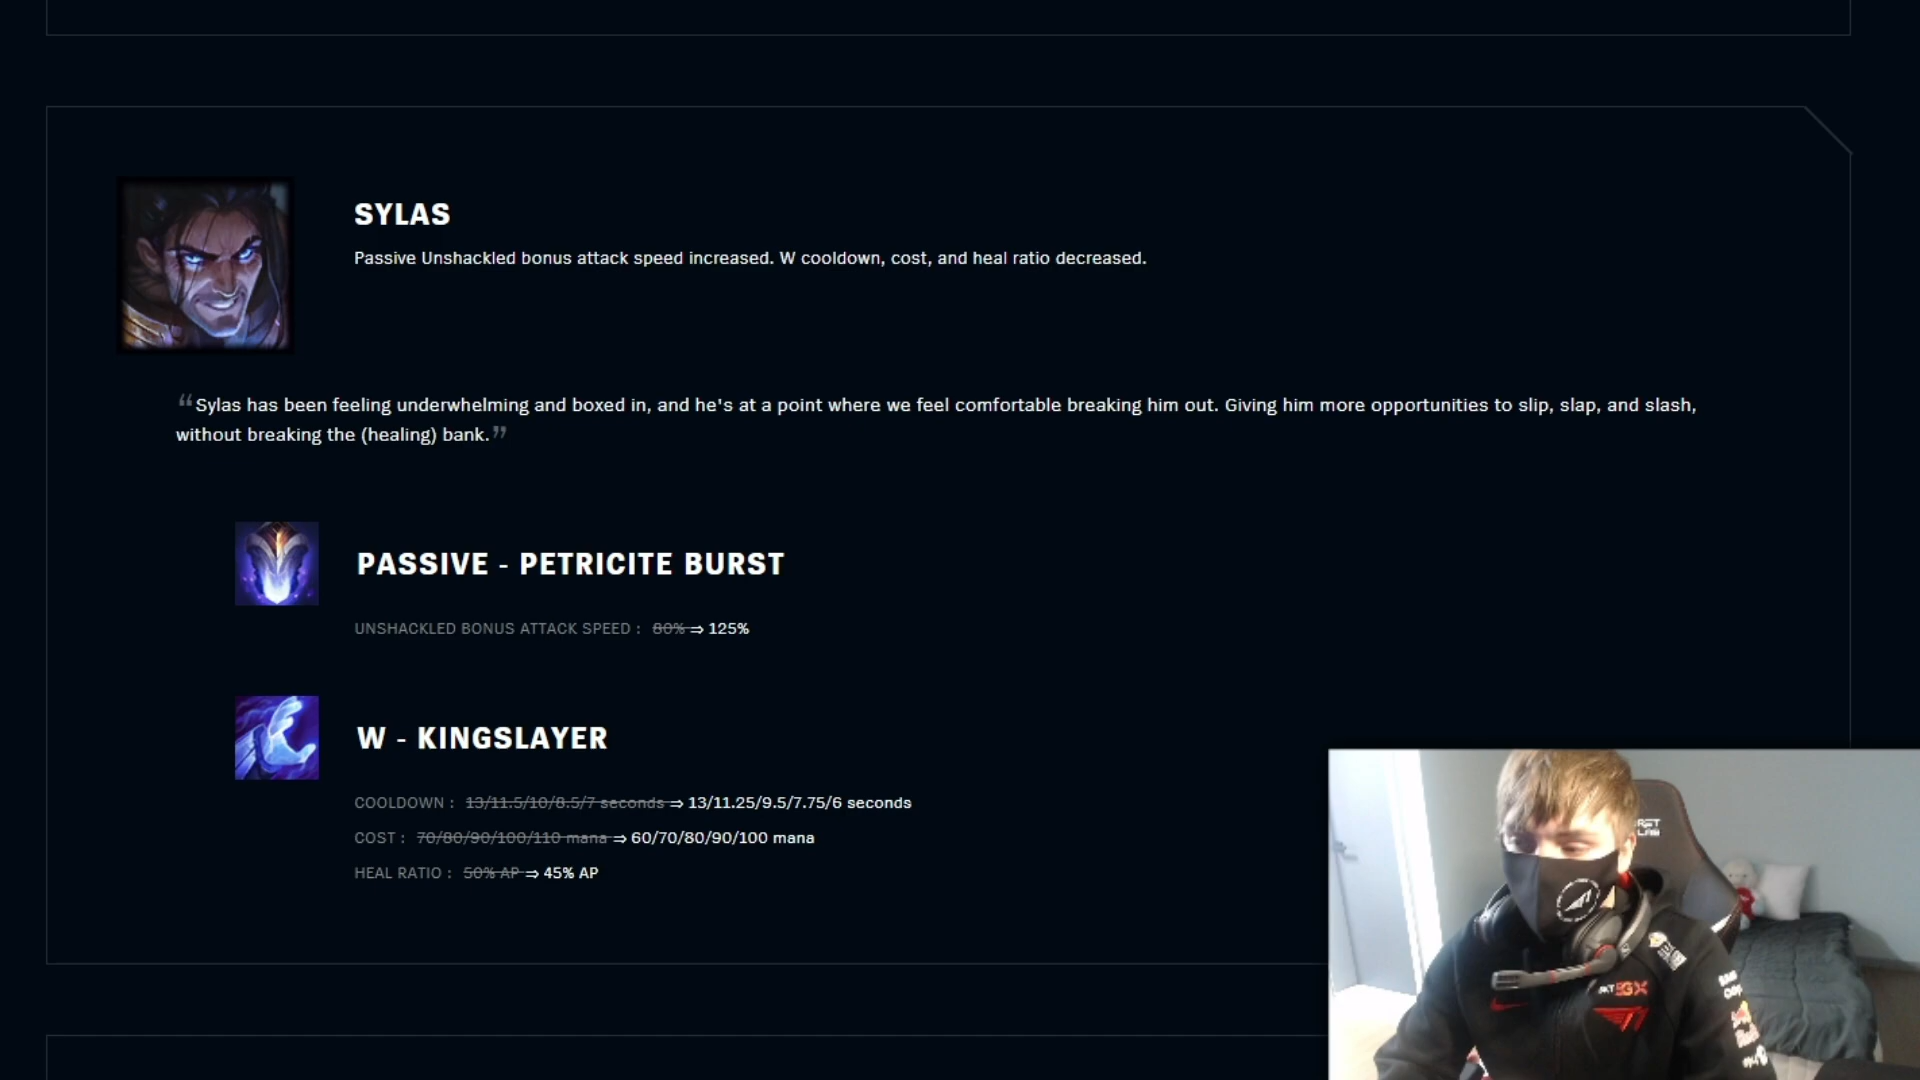 SYLAS
Passive Unshackled bonus attack speed increased. W cooldown, cost, and heal ratio decreased.
“Sylas has been feeling underwhelming and boxed in, and he's at a point where we feel comfortable breaking him out. Giving him more opportunities to slip, slap, and slash,
without breaking the (healing) bank.”
PASSIVE - PETRICITE BURST
UNSHACKLED BONUS ATTACK SPEED : 80% ⇒ 125%
W - KINGSLAYER
COOLDOWN : 13/11.5/10/8.5/7 seconds ⇒ 13/11.25/9.5/7.75/6 seconds
COST : 70/80/90/100/110 mana ⇒ 60/70/80/90/100 mana
HEAL RATIO : 50% AP ⇒ 45% AP